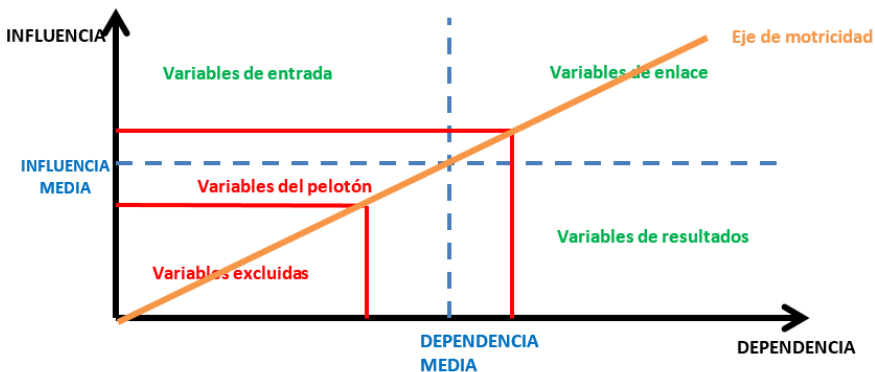 INFLUENCIA
Eje de motricidad
Variables de entrada
Variables de enlace
INFLUENCIA
MEDIA
Variables del pelotón
Variables de resultados
Variables excluidas
DEPENDENCIA
MEDIA
DEPENDENCIA